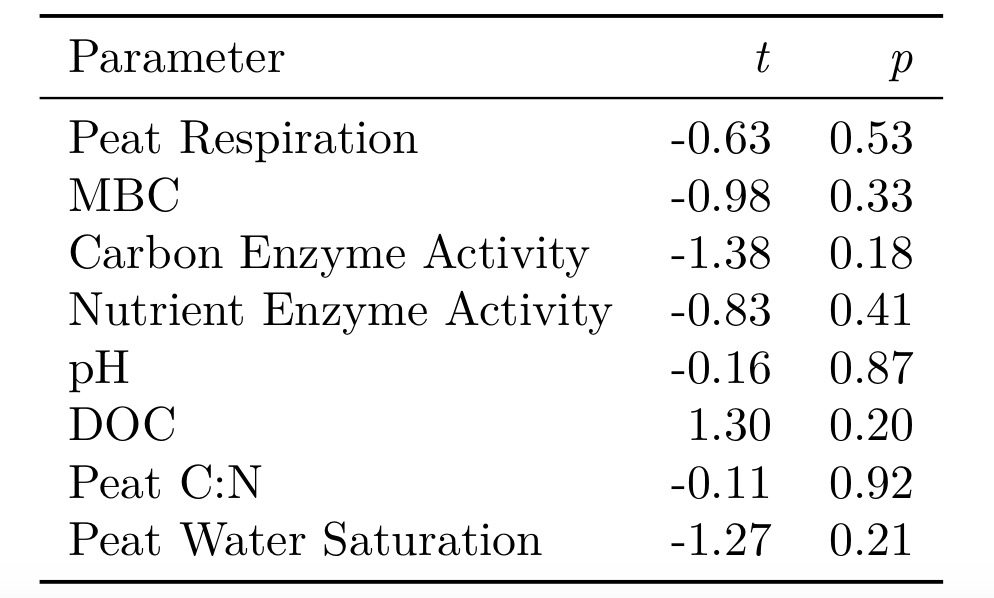 Parameter t p
Peat Respiration -0.63 0.53
MBC -0.98 0.33
Carbon Enzyme Activity -1.38 0.18
Nutrient Enzyme Activity -0.83 0.41
pH -0.16 0.87
DOC 1.30 0.20
Peat C:N -0.11 0.92
Peat Water Saturation -1.27 0.21